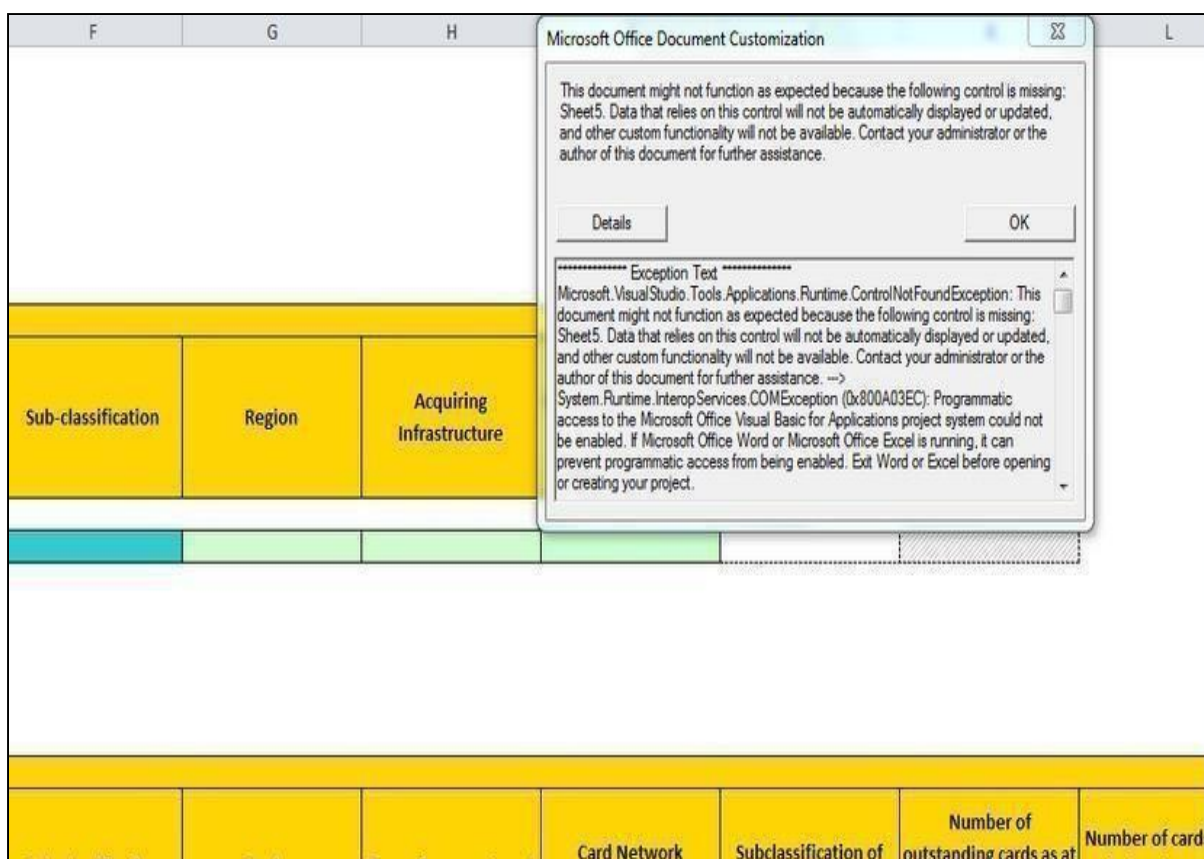 F G H L
Microsoft Office Document Customization
This document might not function as expected because the following control is missing:
Sheet5. Data that relies on this control will not be automatically displayed or updated,
and other custom functionality will not be available. Contact your administrator or the
author of this document for further assistance.
Details OK
************** Exception Text **************
Microsoft.VisualStudio.Tools.Applications.Runtime.ControlNotFoundException: This
document might not function as expected because the following control is missing:
Sheet5. Data that relies on this control will not be automatically displayed or updated,
and other custom functionality will not be available. Contact your administrator or the
author of this document for further assistance. --->
System.Runtime.InteropServices.COMException (0x800A03EC): Programmatic
access to the Microsoft Office Visual Basic for Applications project system could not
be enabled. If Microsoft Office Word or Microsoft Office Excel is running, it can
prevent programmatic access from being enabled. Exit Word or Excel before opening
or creating your project.
Sub-classification
Region
Acquiring
Infrastructure
Card Network
Subclassification of
Number of
outstanding cards as at
Number of card